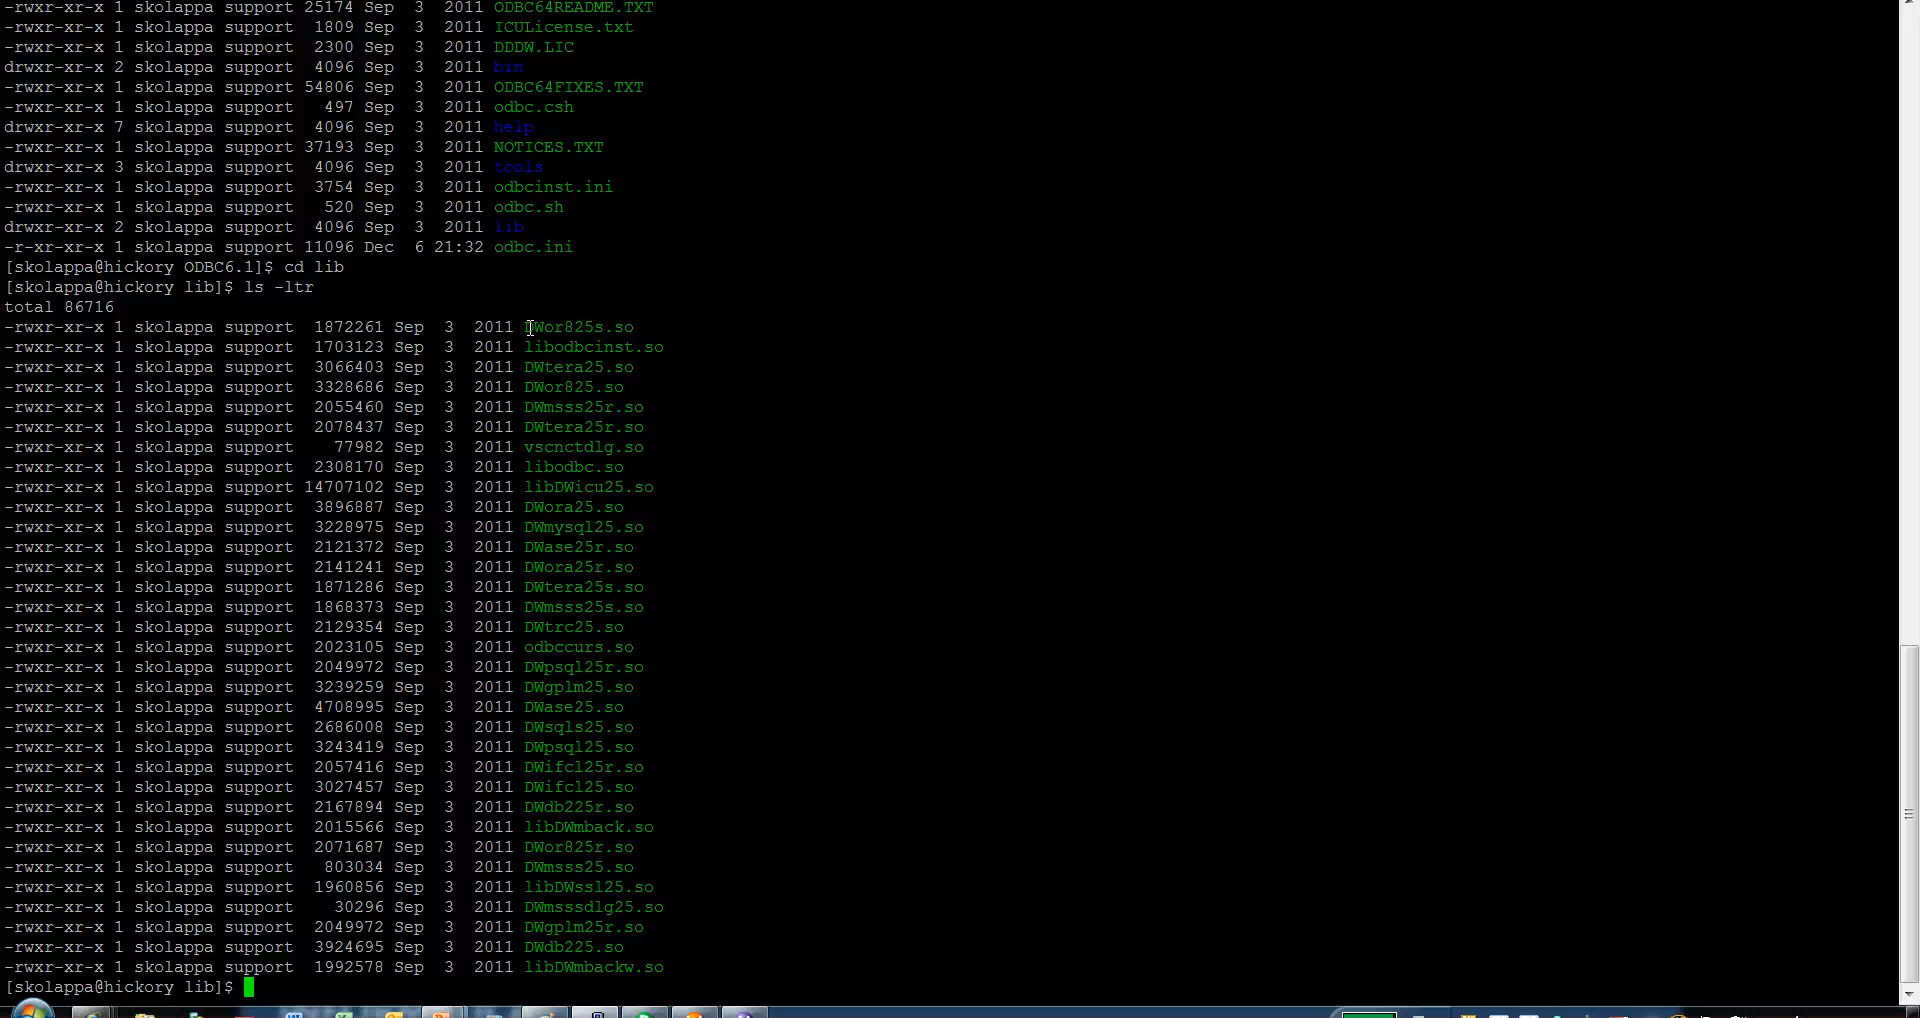 -rwxr-xr-x 1 skolappa support 25174 Sep 3 2011 ODBC64README.TXT
-rwxr-xr-x 1 skolappa support 1809 Sep 3 2011 ICULicense.txt
-rwxr-xr-x 1 skolappa support 2300 Sep 3 2011 DDDW.LIC
drwxr-xr-x 2 skolappa support 4096 Sep 3 2011 bin
-rwxr-xr-x 1 skolappa support 54806 Sep 3 2011 ODBC64FIXES.TXT
-rwxr-xr-x 1 skolappa support 497 Sep 3 2011 odbc.csh
drwxr-xr-x 7 skolappa support 4096 Sep 3 2011 help
-rwxr-xr-x 1 skolappa support 37193 Sep 3 2011 NOTICES.TXT
drwxr-xr-x 3 skolappa support 4096 Sep 3 2011 tools
-rwxr-xr-x 1 skolappa support 3754 Sep 3 2011 odbcinst.ini
-rwxr-xr-x 1 skolappa support 520 Sep 3 2011 odbc.sh
drwxr-xr-x 2 skolappa support 4096 Sep 3 2011 lib
-r-xr-xr-x 1 skolappa support 11096 Dec 6 21:32 odbc.ini
[skolappa@hickory ODBC6.1]$ cd lib
[skolappa@hickory lib]$ ls -ltr
total 86716
-rwxr-xr-x 1 skolappa support 1872261 Sep 3 2011 DWor825s.so
-rwxr-xr-x 1 skolappa support 1703123 Sep 3 2011 libodbcinst.so
-rwxr-xr-x 1 skolappa support 3066403 Sep 3 2011 DWtera25.so
-rwxr-xr-x 1 skolappa support 3328686 Sep 3 2011 DWor825.so
-rwxr-xr-x 1 skolappa support 2055460 Sep 3 2011 DWmsss25r.so
-rwxr-xr-x 1 skolappa support 2078437 Sep 3 2011 DWtera25r.so
-rwxr-xr-x 1 skolappa support 77982 Sep 3 2011 vscnctdlg.so
-rwxr-xr-x 1 skolappa support 2308170 Sep 3 2011 libodbc.so
-rwxr-xr-x 1 skolappa support 14707102 Sep 3 2011 libDWicu25.so
-rwxr-xr-x 1 skolappa support 3896887 Sep 3 2011 DWora25.so
-rwxr-xr-x 1 skolappa support 3228975 Sep 3 2011 DWmysql25.so
-rwxr-xr-x 1 skolappa support 2121372 Sep 3 2011 DWase25r.so
-rwxr-xr-x 1 skolappa support 2141241 Sep 3 2011 DWora25r.so
-rwxr-xr-x 1 skolappa support 1871286 Sep 3 2011 DWtera25s.so
-rwxr-xr-x 1 skolappa support 1868373 Sep 3 2011 DWmsss25s.so
-rwxr-xr-x 1 skolappa support 2129354 Sep 3 2011 DWtrc25.so
-rwxr-xr-x 1 skolappa support 2023105 Sep 3 2011 odbccurs.so
-rwxr-xr-x 1 skolappa support 2049972 Sep 3 2011 DWpsql25r.so
-rwxr-xr-x 1 skolappa support 3239259 Sep 3 2011 DWgplm25.so
-rwxr-xr-x 1 skolappa support 4708995 Sep 3 2011 DWase25.so
-rwxr-xr-x 1 skolappa support 2686008 Sep 3 2011 DWsqls25.so
-rwxr-xr-x 1 skolappa support 3243419 Sep 3 2011 DWpsql25.so
-rwxr-xr-x 1 skolappa support 2057416 Sep 3 2011 DWifcl25r.so
-rwxr-xr-x 1 skolappa support 3027457 Sep 3 2011 DWifcl25.so
-rwxr-xr-x 1 skolappa support 2167894 Sep 3 2011 DWdb225r.so
-rwxr-xr-x 1 skolappa support 2015566 Sep 3 2011 libDWmback.so
-rwxr-xr-x 1 skolappa support 2071687 Sep 3 2011 DWor825r.so
-rwxr-xr-x 1 skolappa support 803034 Sep 3 2011 DWmsss25.so
-rwxr-xr-x 1 skolappa support 1960856 Sep 3 2011 libDWssl25.so
-rwxr-xr-x 1 skolappa support 30296 Sep 3 2011 DWmsssdlg25.so
-rwxr-xr-x 1 skolappa support 2049972 Sep 3 2011 DWgplm25r.so
-rwxr-xr-x 1 skolappa support 3924695 Sep 3 2011 DWdb225.so
-rwxr-xr-x 1 skolappa support 1992578 Sep 3 2011 libDWmbackw.so
[skolappa@hickory lib]$